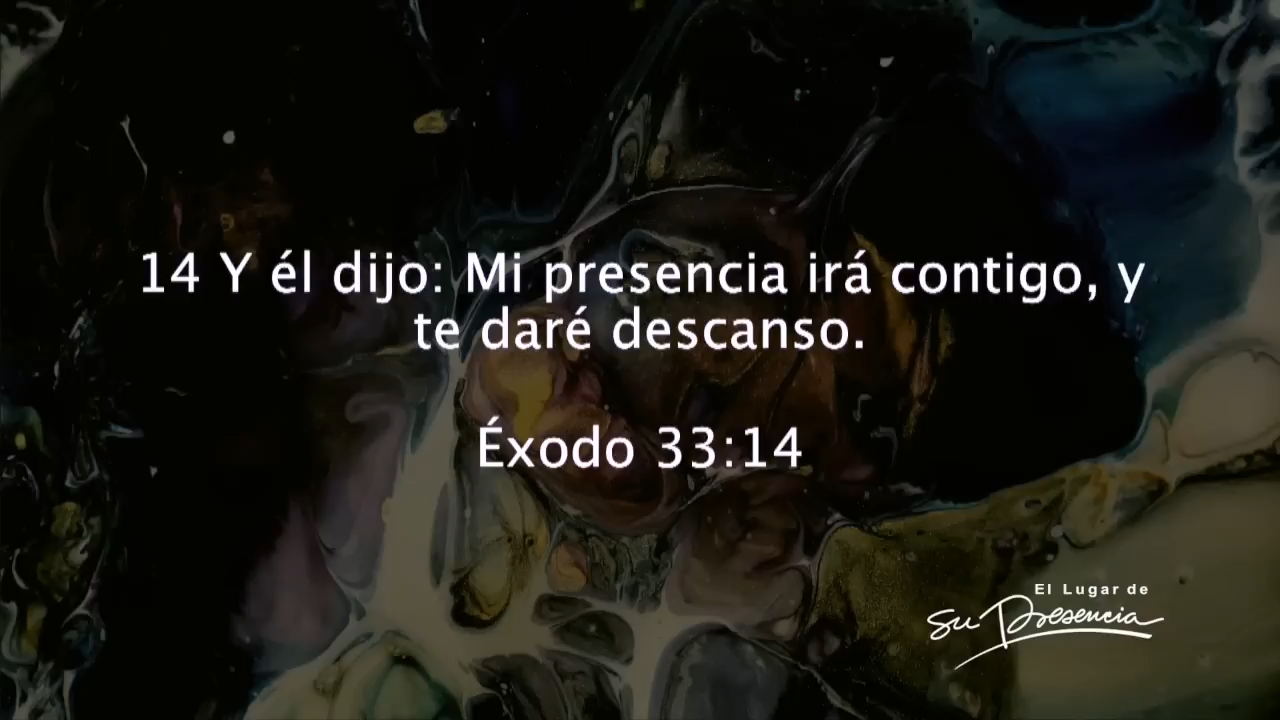 14 Y él dijo: Mi presencia irá contigo, y
te daré descanso.
Éxodo 33:14
El Lugar de
Su Presencia